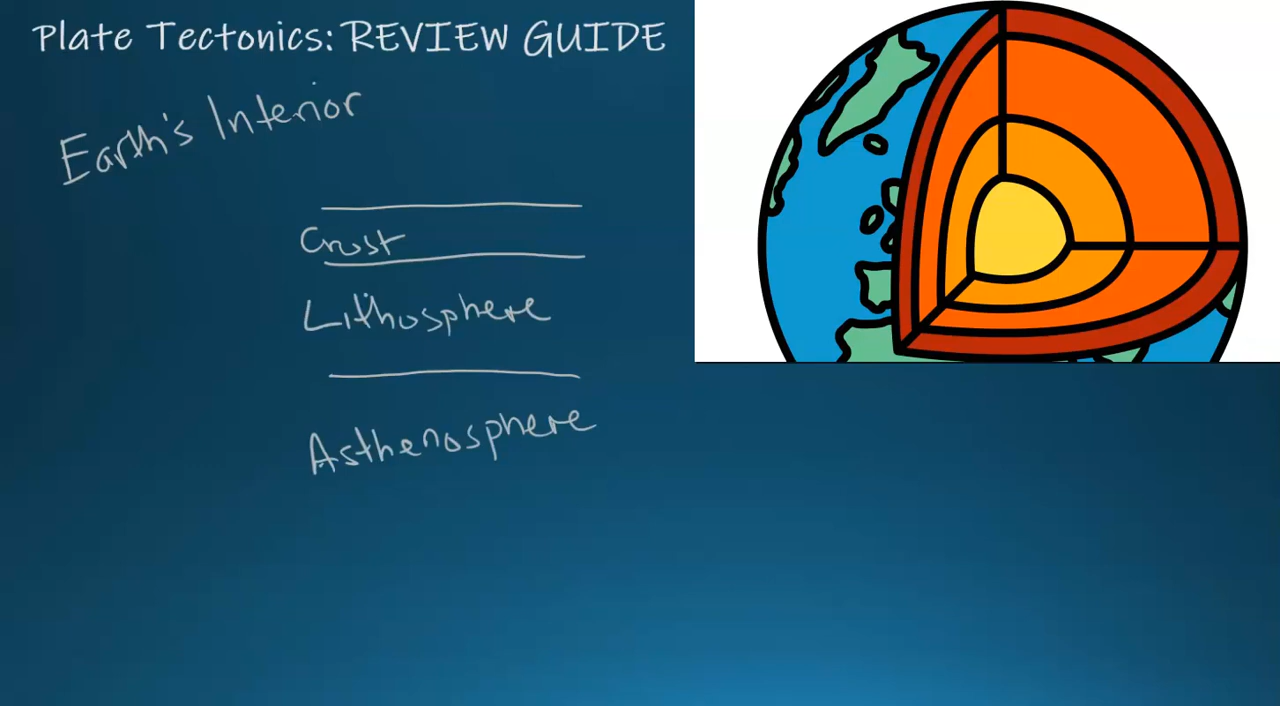 Plate Tectonics: REVIEW GUIDE
Earth's Interior
Crust
Lithosphere
Asthenosphere